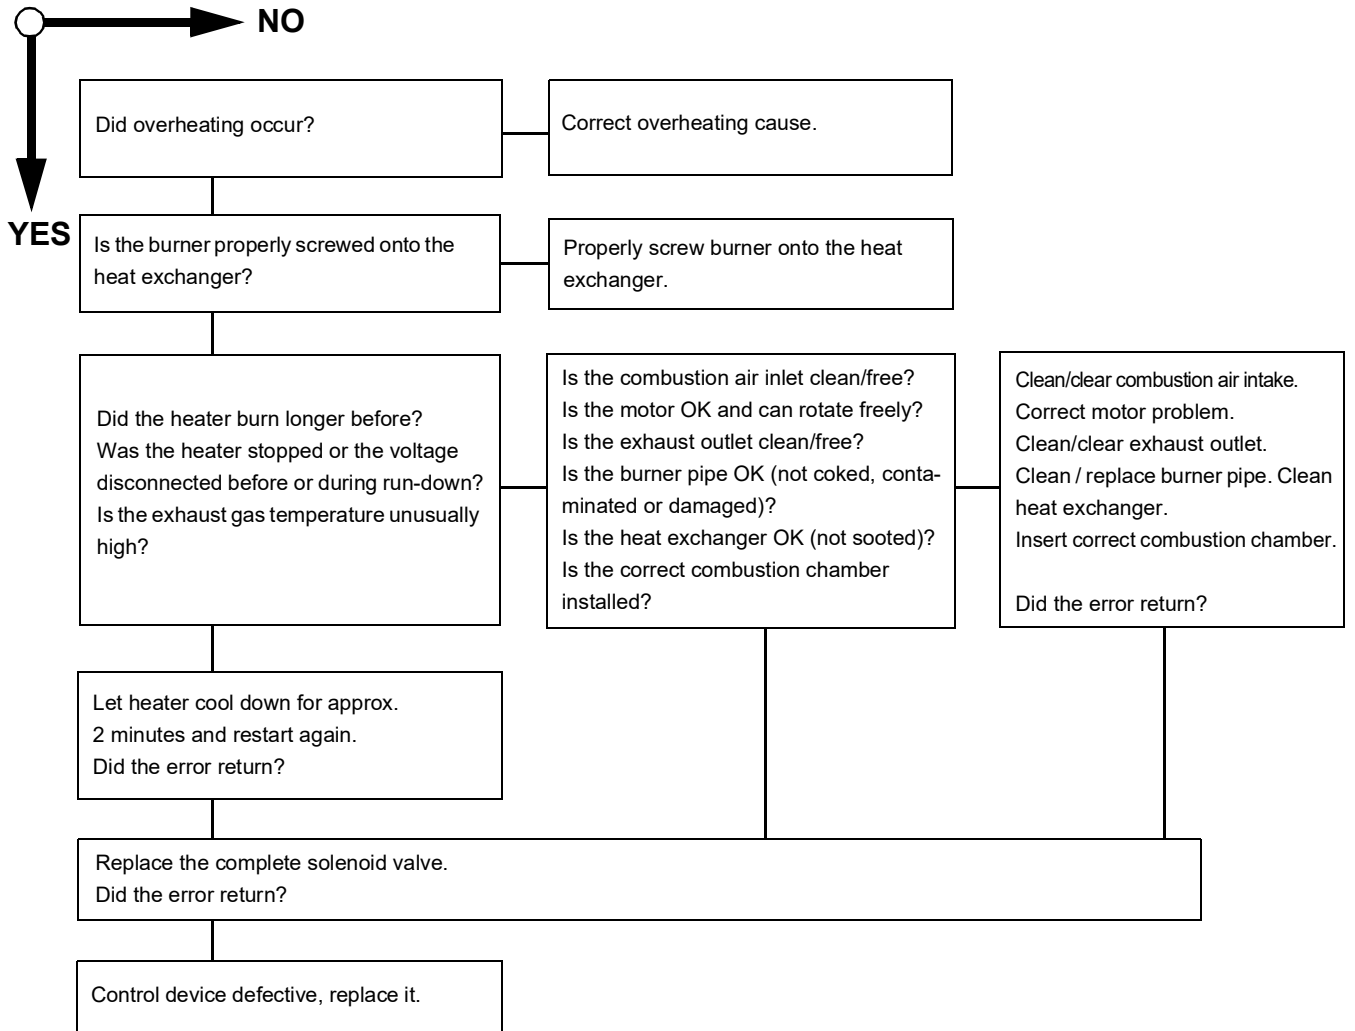 NO
YES
Did overheating occur?
Correct overheating cause.
Is the burner properly screwed onto the
heat exchanger?
Properly screw burner onto the heat
exchanger.
Did the heater burn longer before?
Was the heater stopped or the voltage
disconnected before or during run-down?
Is the exhaust gas temperature unusually
high?
Is the combustion air inlet clean/free?
Is the motor OK and can rotate freely?
Is the exhaust outlet clean/free?
Is the burner pipe OK (not coked, conta-
minated or damaged)?
Is the heat exchanger OK (not sooted)?
Is the correct combustion chamber
installed?
Clean/clear combustion air intake.
Correct motor problem.
Clean/clear exhaust outlet.
Clean / replace burner pipe. Clean
heat exchanger.
Insert correct combustion chamber.
Did the error return?
Let heater cool down for approx.
2 minutes and restart again.
Did the error return?
Replace the complete solenoid valve.
Did the error return?
Control device defective, replace it.